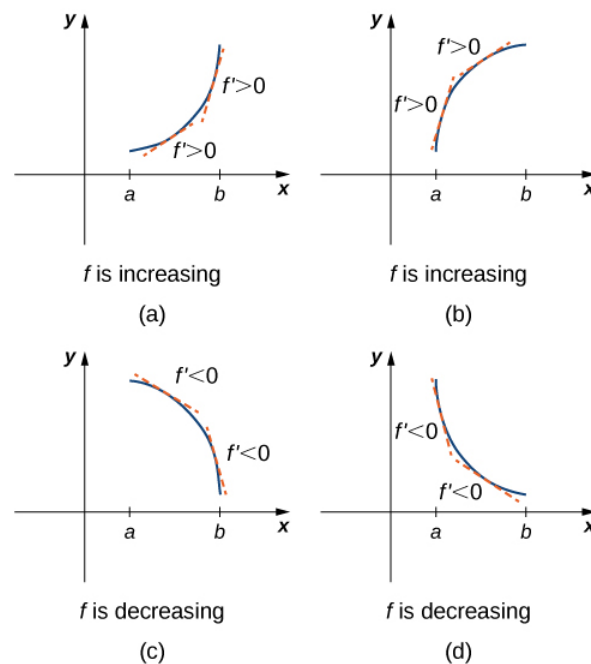 y
f′>0
f′>0
a b x
f is increasing
(a)
y
f′>0
f′>0
a b x
f is increasing
(b)
y
f′<0
f′<0
a b x
f is decreasing
(c)
y
f′<0
f′<0
a b x
f is decreasing
(d)